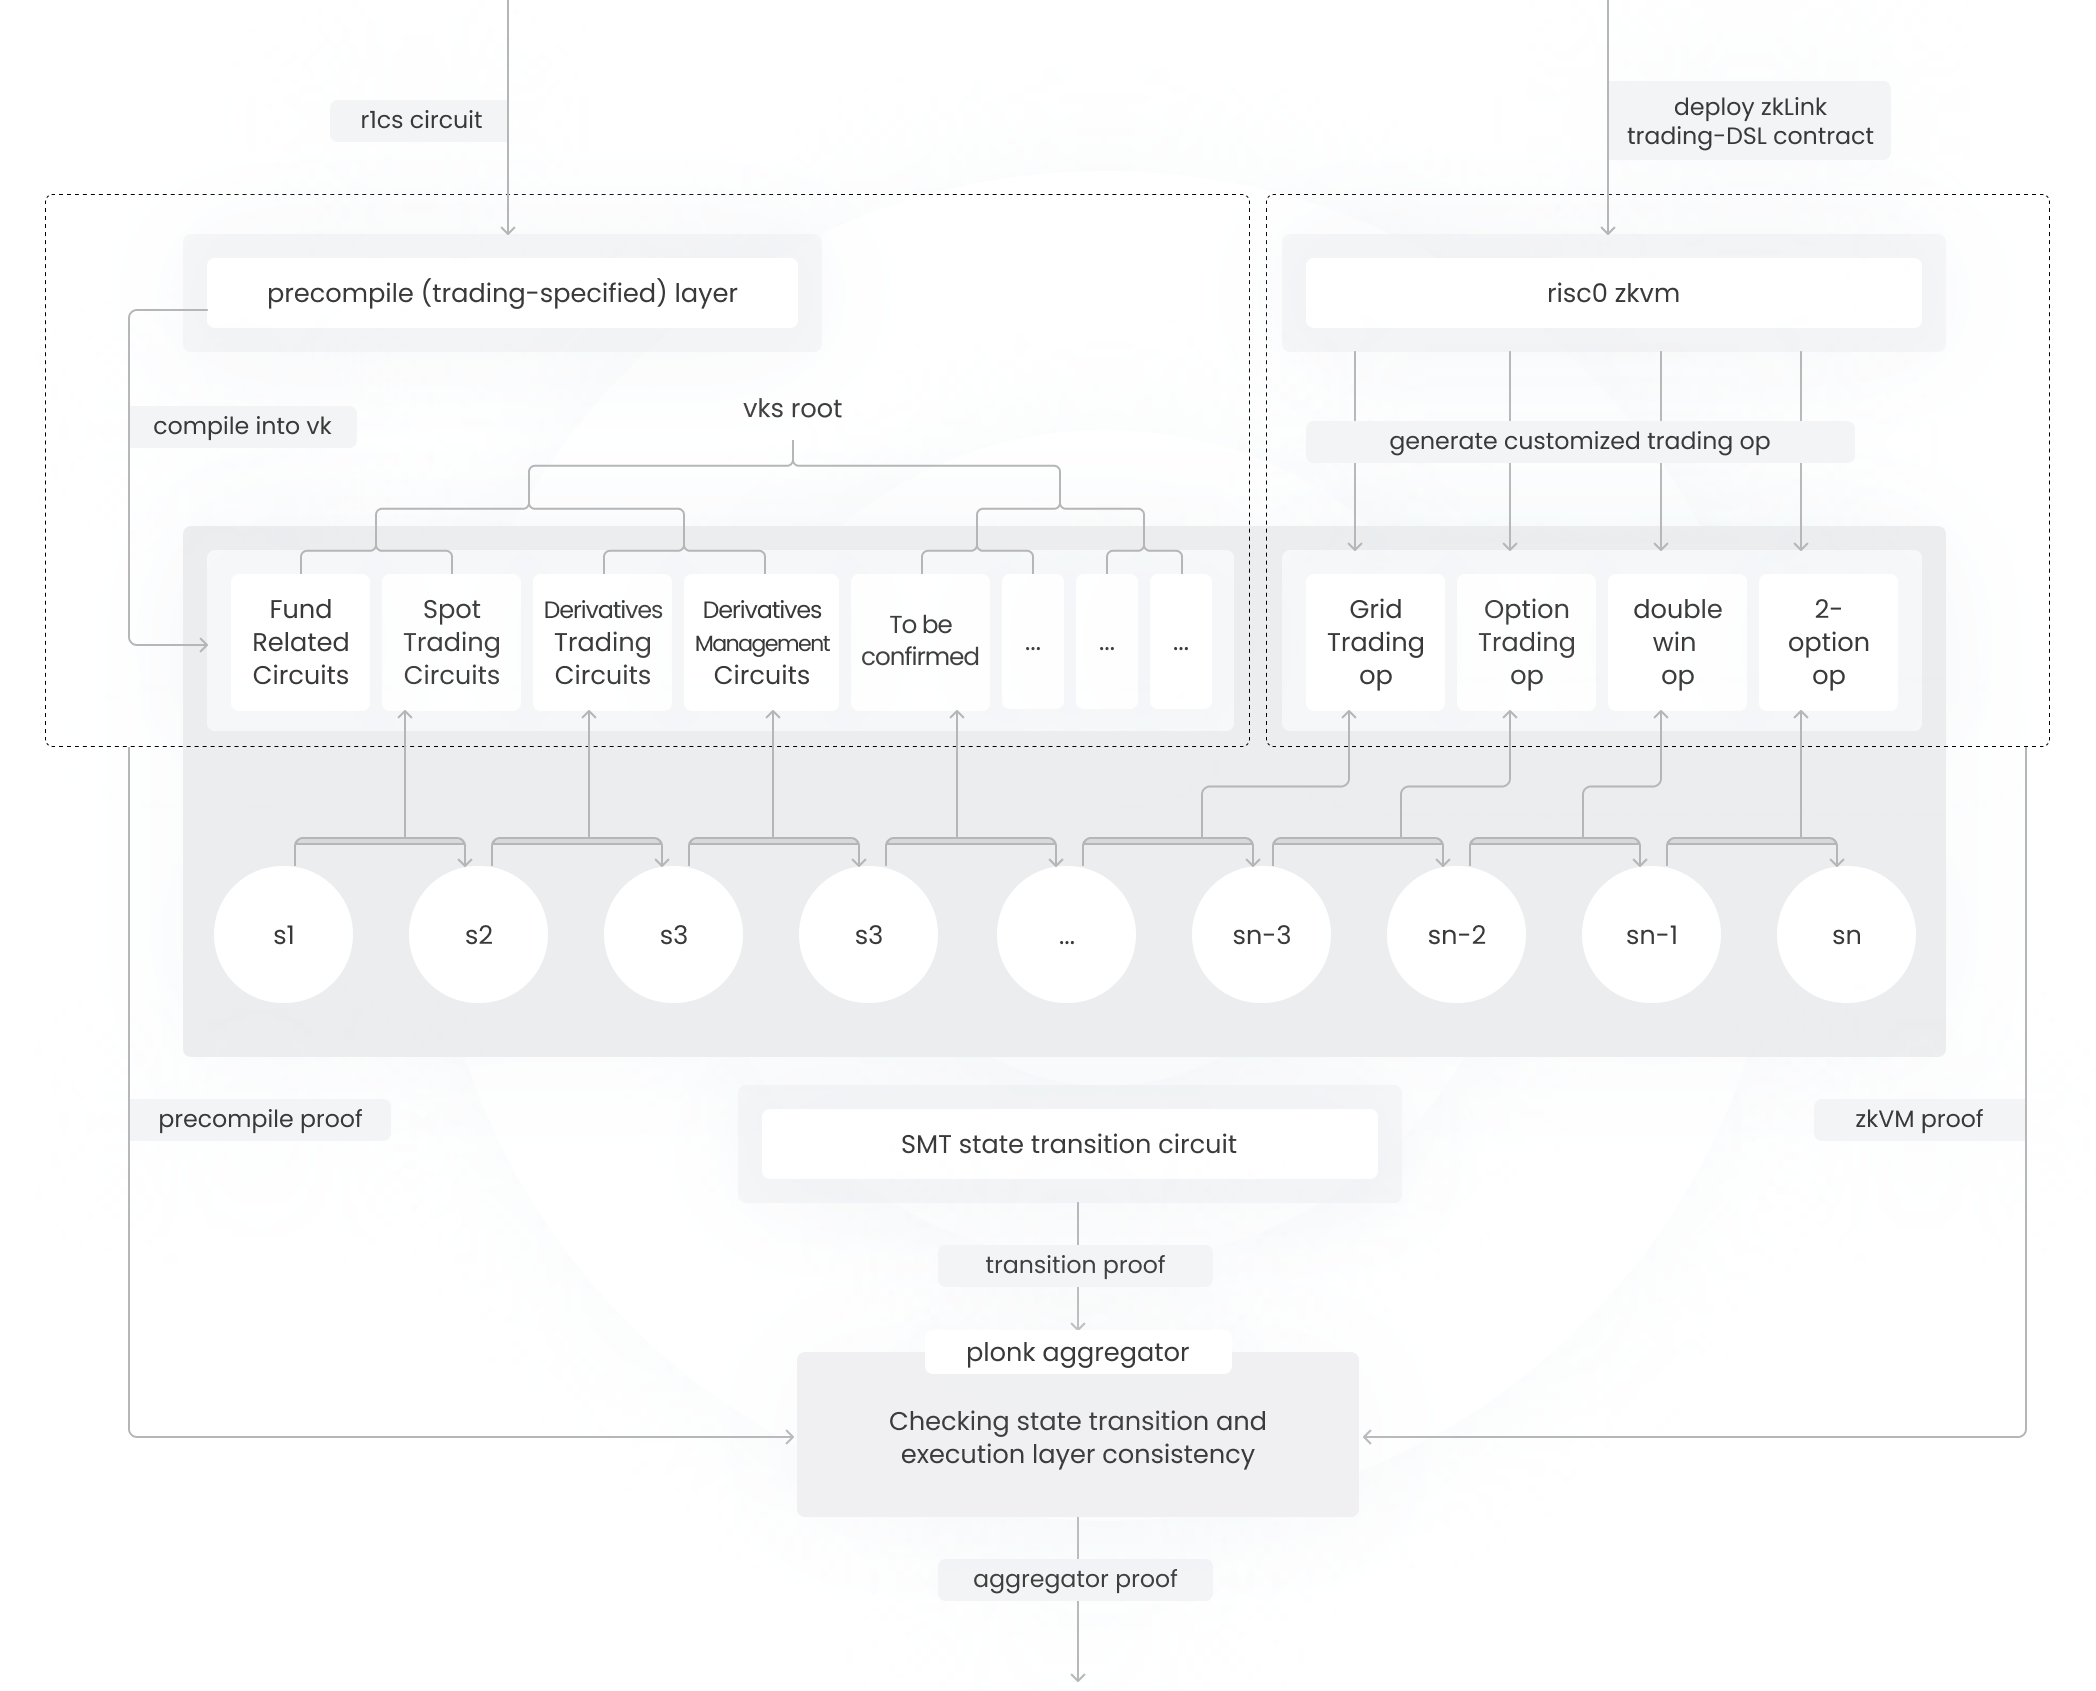 r1cs circuit
deploy zkLink
trading-DSL contract
precompile (trading-specified) layer
risc0 zkvm
compile into vk
vks root
generate customized trading op
Fund
Related
Circuits
Spot
Trading
Circuits
Derivatives
Trading
Circuits
Derivatives
Management
Circuits
To be
confirmed
...
...
...
Grid
Trading
op
Option
Trading
op
double
win
op
2-
option
op
s1
s2
s3
s3
...
sn-3
sn-2
sn-1
sn
precompile proof
SMT state transition circuit
zkVM proof
transition proof
plonk aggregator
Checking state transition and
execution layer consistency
aggregator proof